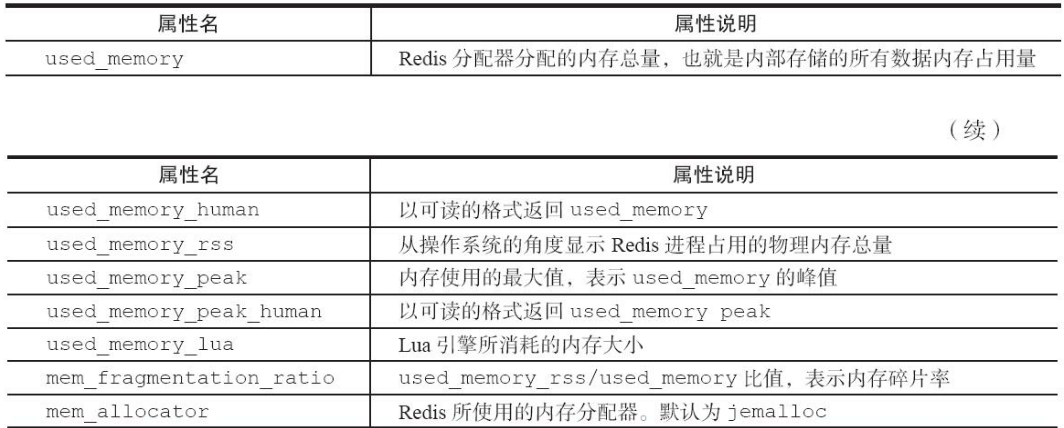 属性名 属性说明
used_memory Redis 分配器分配的内存总量，也就是内部存储的所有数据内存占用量
（续）
属性名 属性说明
used_memory_human 以可读的格式返回 used_memory
used_memory_rss 从操作系统的角度显示 Redis 进程占用的物理内存总量
used_memory_peak 内存使用的最大值，表示 used_memory 的峰值
used_memory_peak_human 以可读的格式返回 used_memory peak
used_memory_lua Lua 引擎所消耗的内存大小
mem_fragmentation_ratio used_memory_rss/used_memory 比值，表示内存碎片率
mem_allocator Redis 所使用的内存分配器。默认为 jemalloc